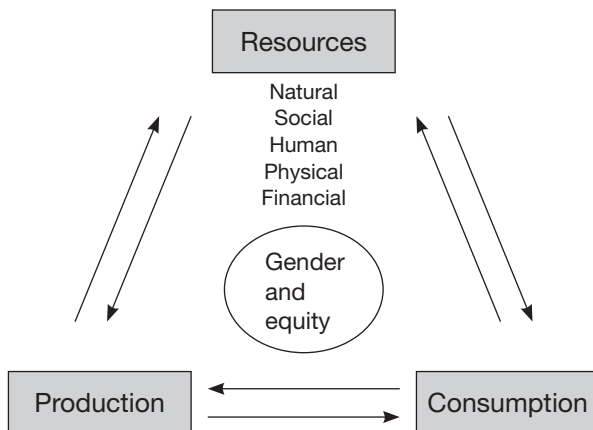 Resources
Natural
Social
Human
Physical
Financial
Gender
and
equity
Production
Consumption